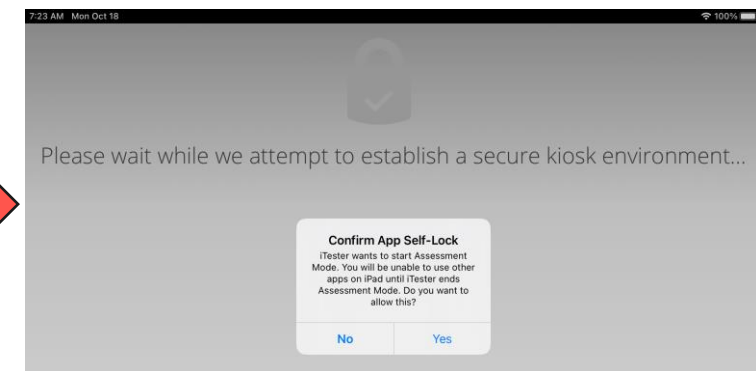 7:23 AM Mon Oct 18
100%
Please wait while we attempt to establish a secure kiosk environment...
Confirm App Self-Lock
iTester wants to start Assessment
Mode. You will be unable to use other
apps on iPad until iTester ends
Assessment Mode. Do you want to
allow this?
No Yes